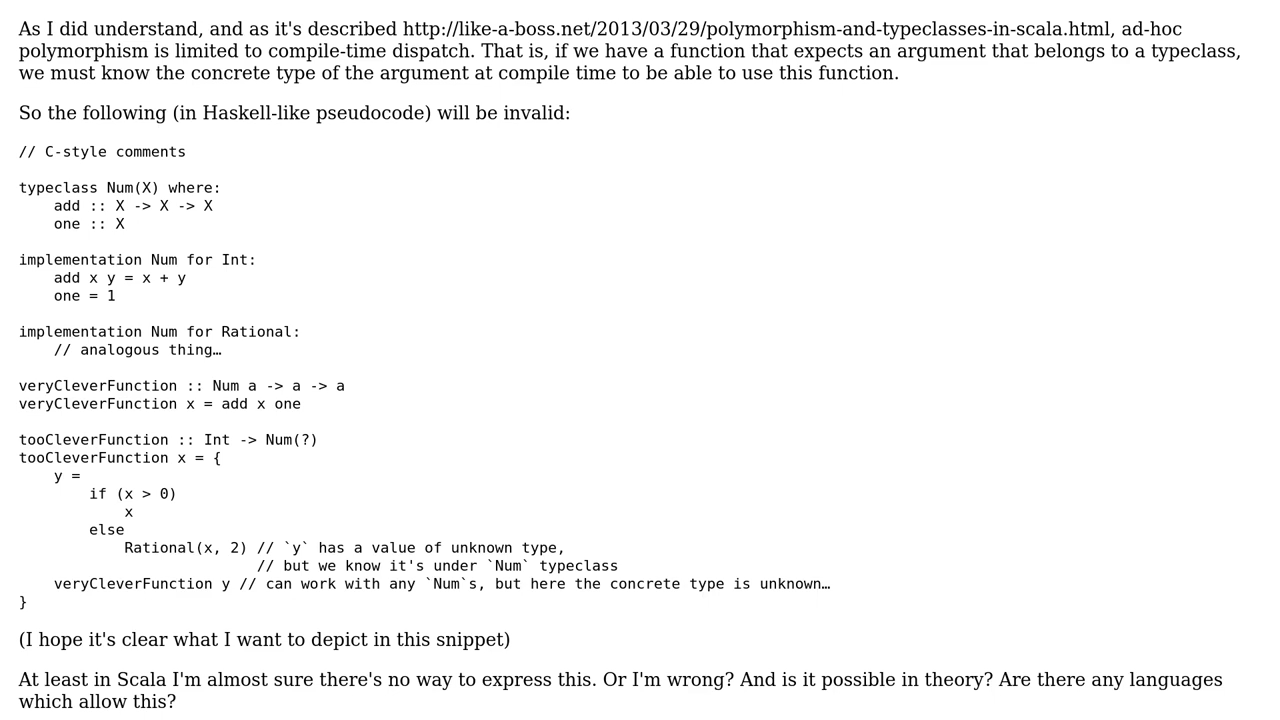 As I did understand, and as it's described http://like-a-boss.net/2013/03/29/polymorphism-and-typeclasses-in-scala.html, ad-hoc
polymorphism is limited to compile-time dispatch. That is, if we have a function that expects an argument that belongs to a typeclass,
we must know the concrete type of the argument at compile time to be able to use this function.
So the following (in Haskell-like pseudocode) will be invalid:
// C-style comments
typeclass Num(X) where:
    add :: X -> X -> X
    one :: X
implementation Num for Int:
    add x y = x + y
    one = 1
implementation Num for Rational:
    // analogous thing…
veryCleverFunction :: Num a -> a -> a
veryCleverFunction x = add x one
tooCleverFunction :: Int -> Num(?)
tooCleverFunction x = {
    y =
        if (x > 0)
            x
        else
            Rational(x, 2) // `y` has a value of unknown type,
                           // but we know it's under `Num` typeclass
    veryCleverFunction y // can work with any `Num`s, but here the concrete type is unknown…
}
(I hope it's clear what I want to depict in this snippet)
At least in Scala I'm almost sure there's no way to express this. Or I'm wrong? And is it possible in theory? Are there any languages
which allow this?